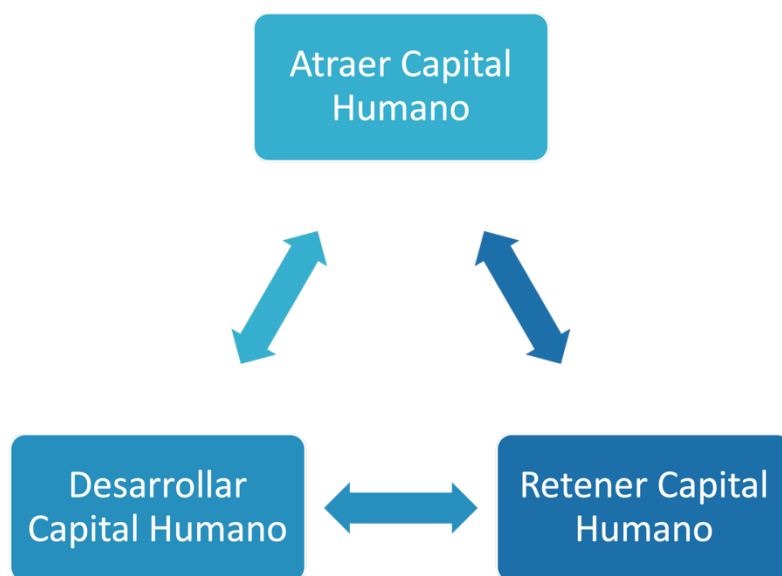 Atraer Capital
Humano
Desarrollar
Capital Humano
Retener Capital
Humano